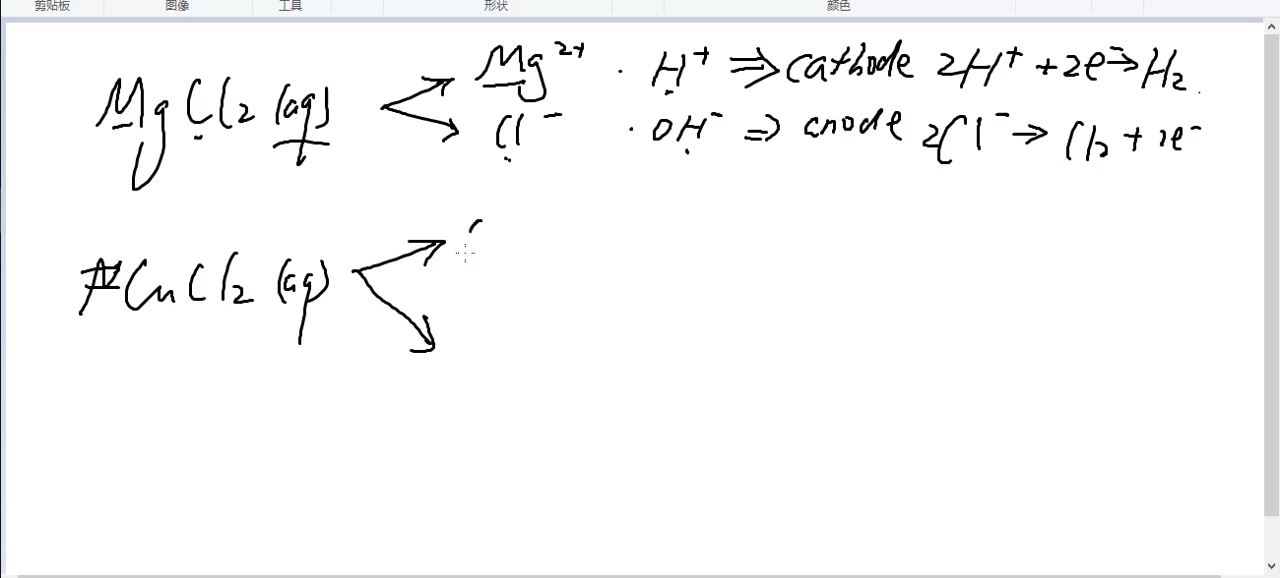 剪贴板 图像 工具 形状 颜色
MgCl2 (aq) Mg2+ · H+ ⇒ cathode 2H+ + 2e- → H2
Cl- · OH- ⇒ anode 2Cl- → Cl2 + 2e-
CuCl2 (aq)